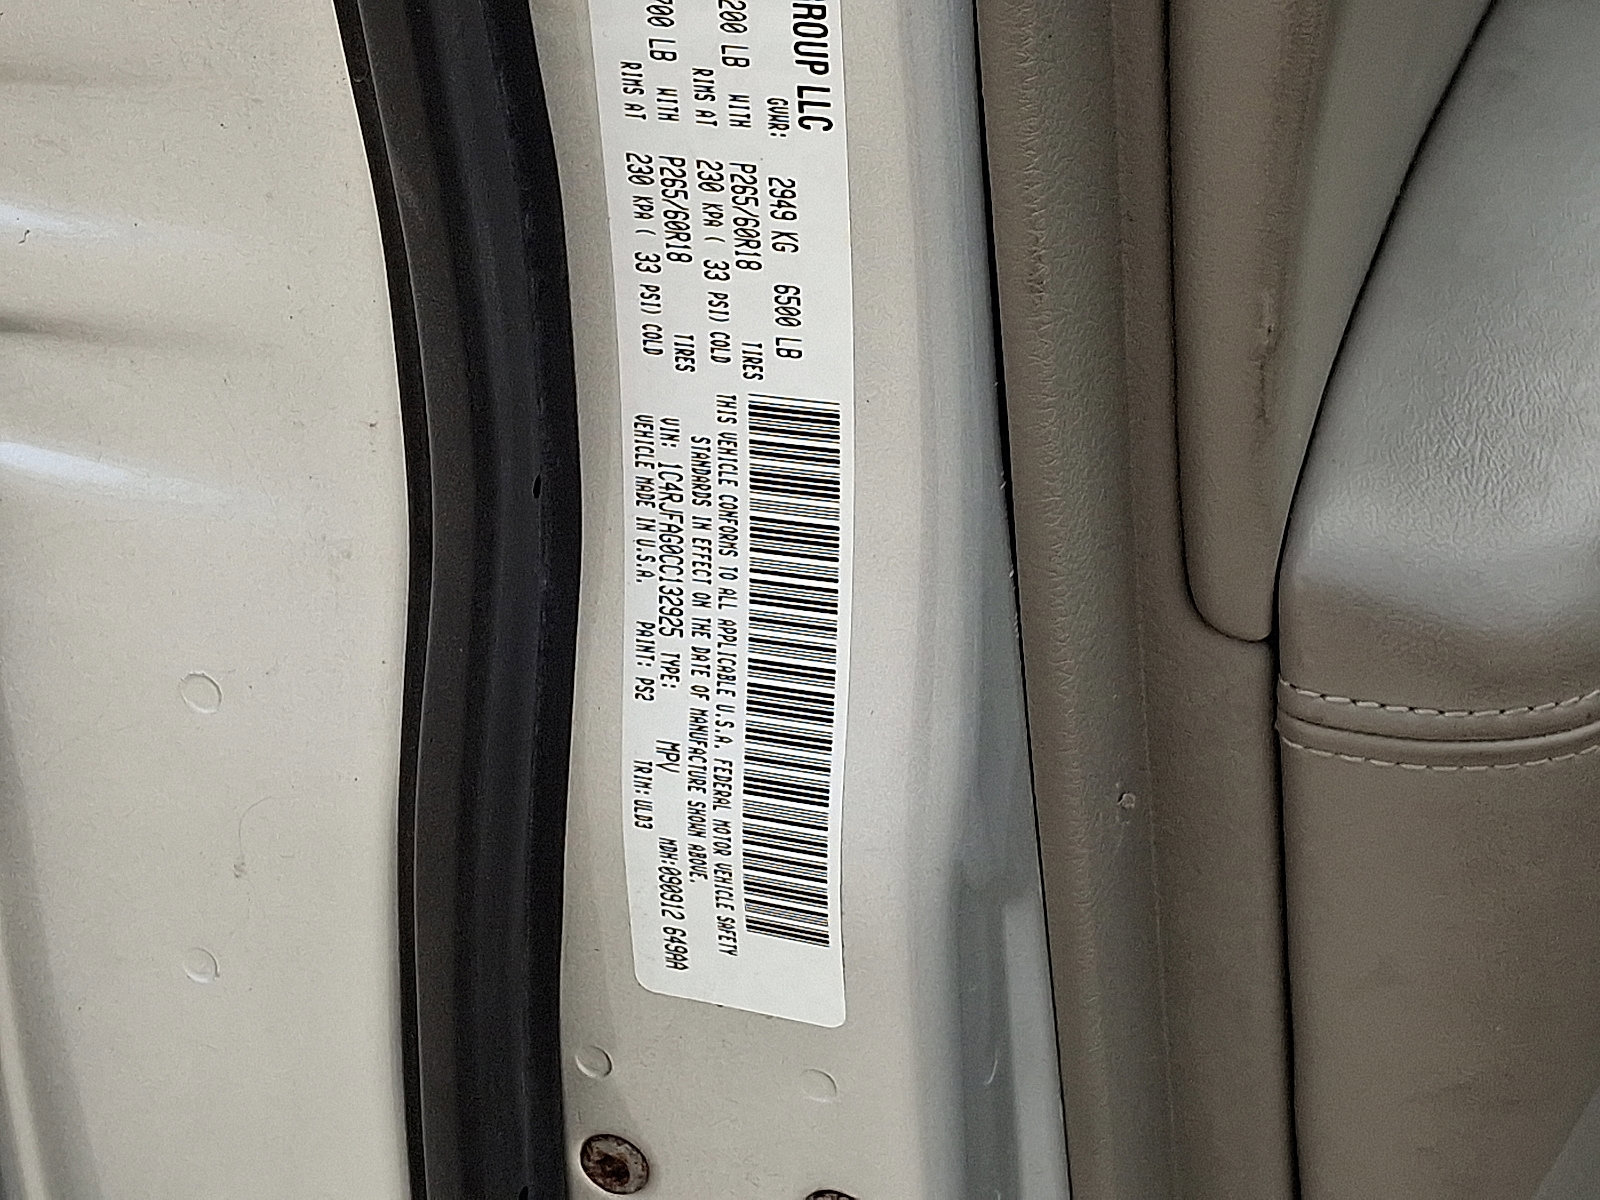 GROUP LLC
GVWR: 2949 KG 6500 LB
200 LB WITH P265/60R18 TIRES
RIMS AT 230 KPA ( 33 PSI) COLD
700 LB WITH P265/60R18 TIRES
RIMS AT 230 KPA ( 33 PSI) COLD
THIS VEHICLE CONFORMS TO ALL APPLICABLE U.S.A. FEDERAL MOTOR VEHICLE SAFETY
STANDARDS IN EFFECT ON THE DATE OF MANUFACTURE SHOWN ABOVE.
VIN: 1C4RJFAG0CC132925 TYPE: MPV MDH:090912 649AA
VEHICLE MADE IN U.S.A. PAINT: PS2 TRIM: ULD3